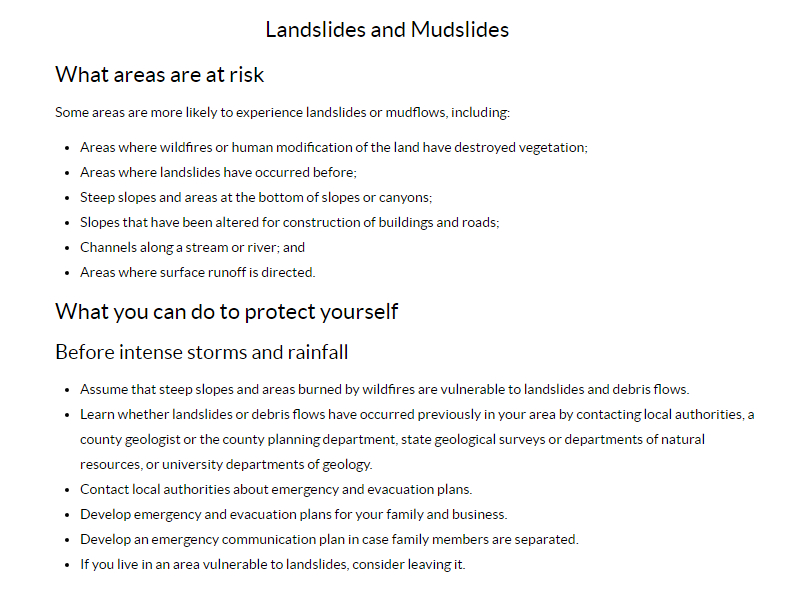 Landslides and Mudslides
What areas are at risk
Some areas are more likely to experience landslides or mudflows, including:
• Areas where wildfires or human modification of the land have destroyed vegetation;
• Areas where landslides have occurred before;
• Steep slopes and areas at the bottom of slopes or canyons;
• Slopes that have been altered for construction of buildings and roads;
• Channels along a stream or river; and
• Areas where surface runoff is directed.
What you can do to protect yourself
Before intense storms and rainfall
• Assume that steep slopes and areas burned by wildfires are vulnerable to landslides and debris flows.
• Learn whether landslides or debris flows have occurred previously in your area by contacting local authorities, a
county geologist or the county planning department, state geological surveys or departments of natural
resources, or university departments of geology.
• Contact local authorities about emergency and evacuation plans.
• Develop emergency and evacuation plans for your family and business.
• Develop an emergency communication plan in case family members are separated.
• If you live in an area vulnerable to landslides, consider leaving it.